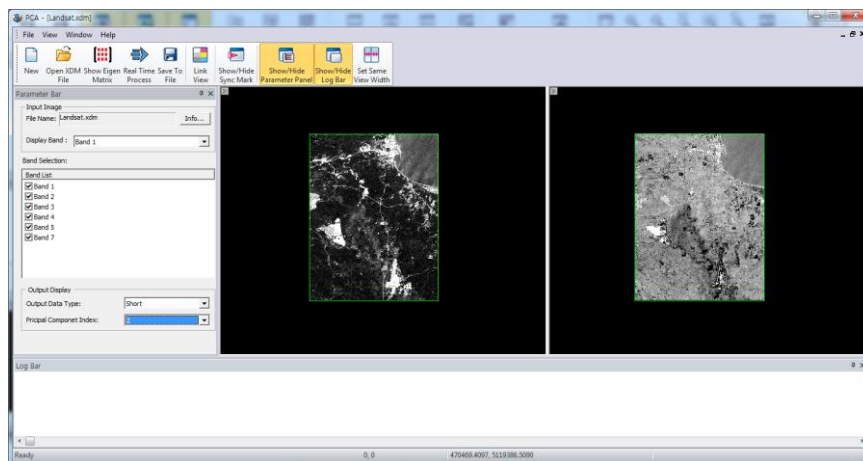 PCA - [Landsat.xdm]
File View Window Help
New Open XDM File Show Eigen Matrix Real Time Process Save To File Link View Show/Hide Sync Mark Show/Hide Parameter Panel Show/Hide Log Bar Set Same View Width
Parameter Bar
Input Image
File Name: Landsat.xdm Info...
Display Band : Band 1
Band Selection:
Band List
Band 1
Band 2
Band 3
Band 4
Band 5
Band 7
Output Display
Output Data Type: Short
Pricipal Componet Index:
Log Bar
Ready 0, 0 470469.4097, 5119386.5090